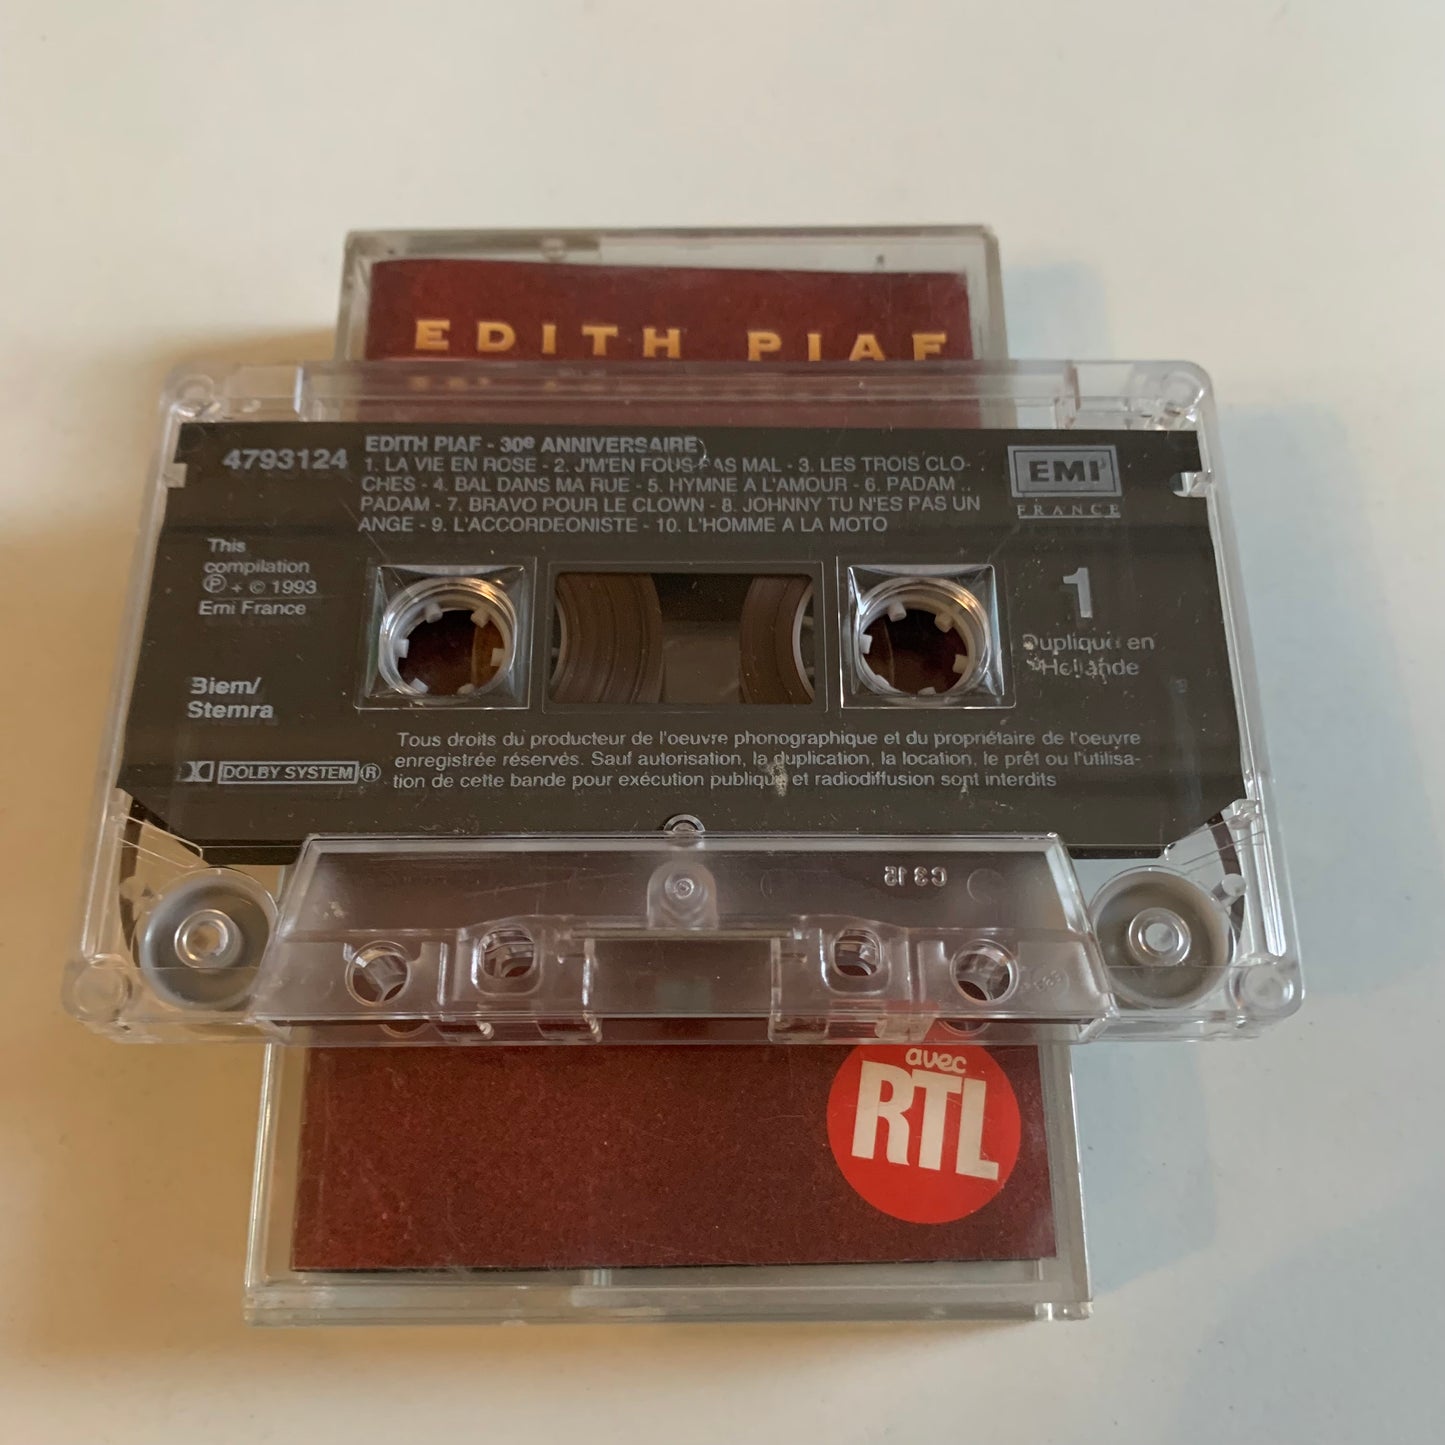 EDITH PIAF
4793124
EDITH PIAF - 30e ANNIVERSAIRE
1. LA VIE EN ROSE - 2. J'M'EN FOUS PAS MAL - 3. LES TROIS CLO-
CHES - 4. BAL DANS MA RUE - 5. HYMNE A L'AMOUR - 6. PADAM ..
PADAM - 7. BRAVO POUR LE CLOWN - 8. JOHNNY TU N'ES PAS UN
ANGE - 9. L'ACCORDEONISTE - 10. L'HOMME A LA MOTO
EMI
FRANCE
This
compilation
℗ + © 1993
Emi France
1
Dupliqué en
Hollande
Biem/
Stemra
DOLBY SYSTEM ®
Tous droits du producteur de l'oeuvre phonographique et du propriétaire de l'oeuvre
enregistrée réservés. Sauf autorisation, la duplication, la location, le prêt ou l'utilisa-
tion de cette bande pour exécution publique et radiodiffusion sont interdits
C 3 15
avec
RTL